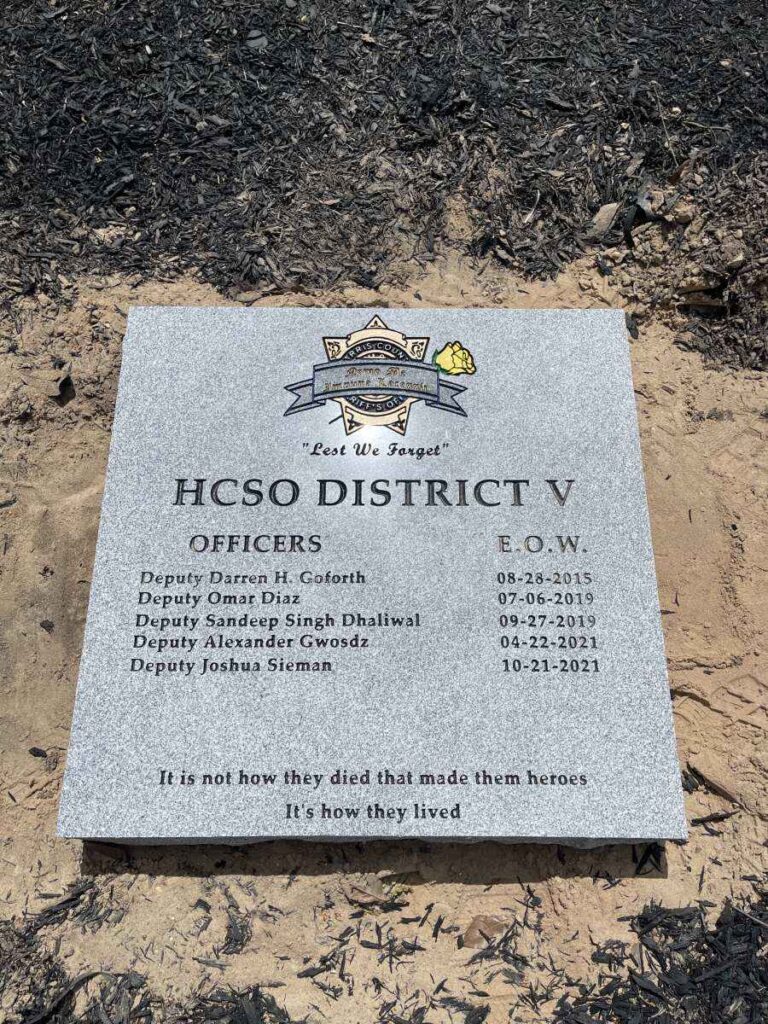 RRIS COUN
"Lest We Forget"
HCSO DISTRICT V
OFFICERS E.O.W.
Deputy Darren H. Goforth 08-28-2015
Deputy Omar Diaz 07-06-2019
Deputy Sandeep Singh Dhaliwal 09-27-2019
Deputy Alexander Gwosdz 04-22-2021
Deputy Joshua Sieman 10-21-2021
It is not how they died that made them heroes
It's how they lived